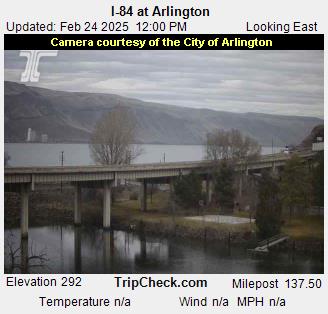 I-84 at Arlington
Updated: Feb 24 2025 12:00 PM Looking East
Camera courtesy of the City of Arlington
Elevation 292 TripCheck.com Milepost 137.50
Temperature n/a Wind n/a MPH n/a